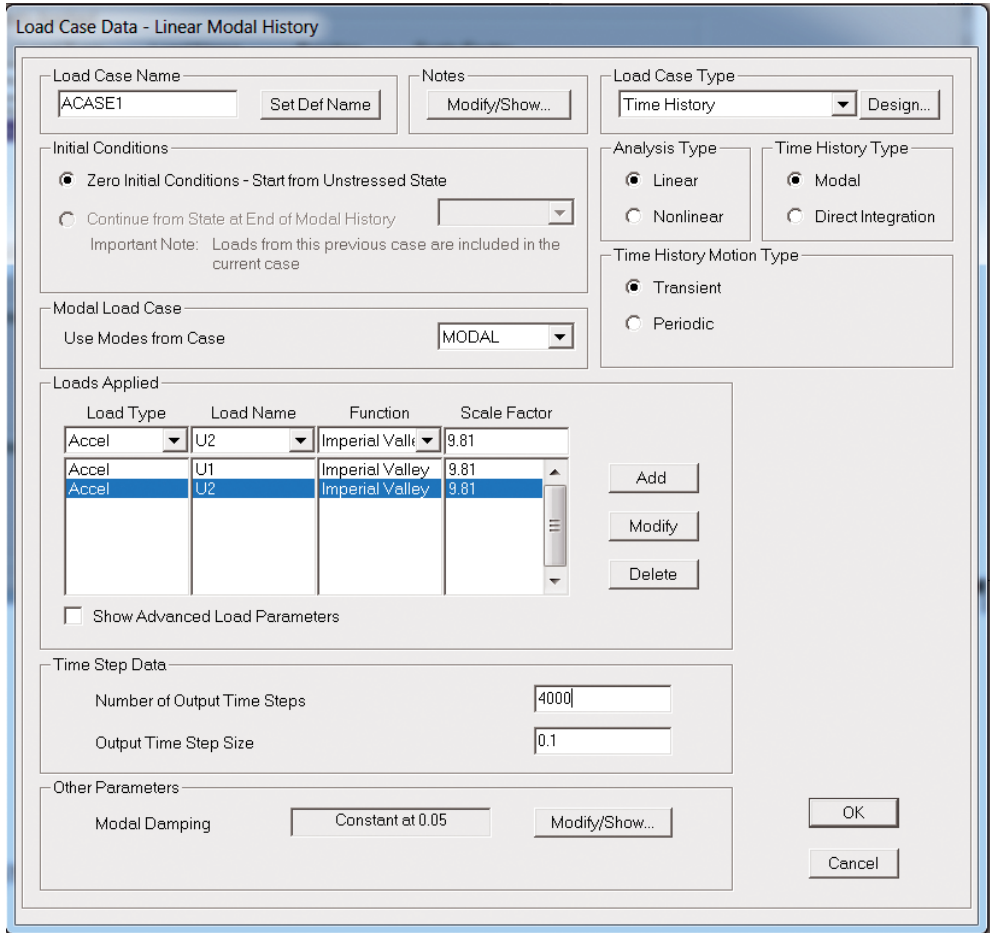 Load Case Data - Linear Modal History
Load Case Name
ACASE1
Set Def Name
Notes
Modify/Show...
Load Case Type
Time History
Design...
Initial Conditions
Zero Initial Conditions - Start from Unstressed State
Continue from State at End of Modal History
Important Note: Loads from this previous case are included in the
current case
Analysis Type
Linear
Nonlinear
Time History Type
Modal
Direct Integration
Time History Motion Type
Transient
Periodic
Modal Load Case
Use Modes from Case
MODAL
Loads Applied
Load Type Load Name Function Scale Factor
Accel U2 Imperial Valle 9.81
Accel U1 Imperial Valley 9.81
Accel U2 Imperial Valley 9.81
Add
Modify
Delete
Show Advanced Load Parameters
Time Step Data
Number of Output Time Steps 4000
Output Time Step Size 0.1
Other Parameters
Modal Damping Constant at 0.05 Modify/Show...
OK
Cancel